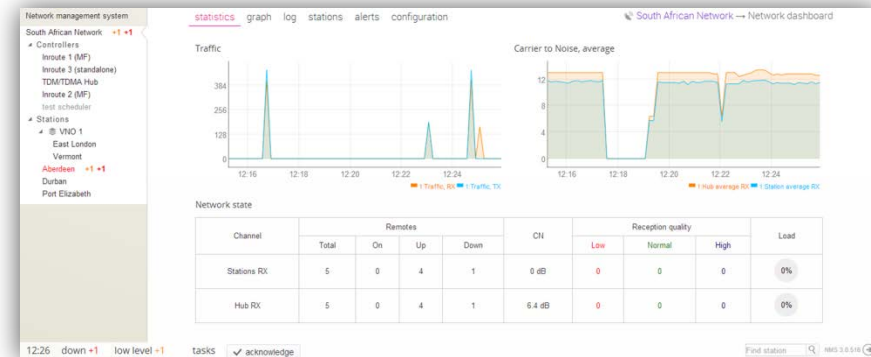 Network management system
statistics graph log stations alerts configuration
South African Network → Network dashboard
South African Network +1 +1
Controllers
Inroute 1 (MF)
Inroute 3 (standalone)
TDM/TDMA Hub
Inroute 2 (MF)
test scheduler
Stations
VNO 1
East London
Vermont
Aberdeen +1 +1
Durban
Port Elizabeth
Traffic
384
256
128
0
12:16 12:18 12:20 12:22 12:24
1 Traffic, RX 1 Traffic, TX
Carrier to Noise, average
12
8
4
0
12:16 12:18 12:20 12:22 12:24
1 Hub average RX 1 Station average RX
Network state
Channel Remotes CN Reception quality Load
Total On Up Down Low Normal High
Stations RX 5 0 4 1 0 dB 0 0 0 0%
Hub RX 5 0 4 1 6.4 dB 0 0 0 0%
12:26 down +1 low level +1 tasks acknowledge Find station